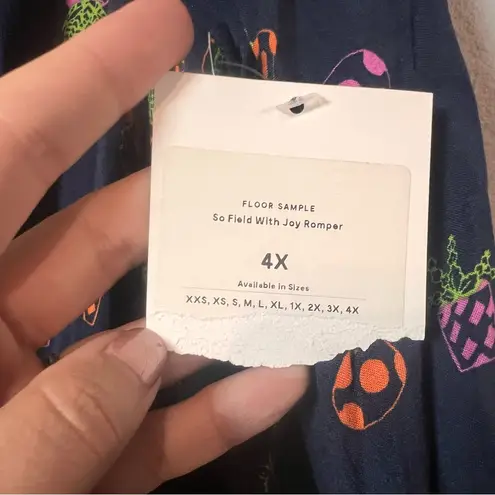 FLOOR SAMPLE
So Field With Joy Romper
4X
Available in Sizes
XXS, XS, S, M, L, XL, 1X, 2X, 3X, 4X